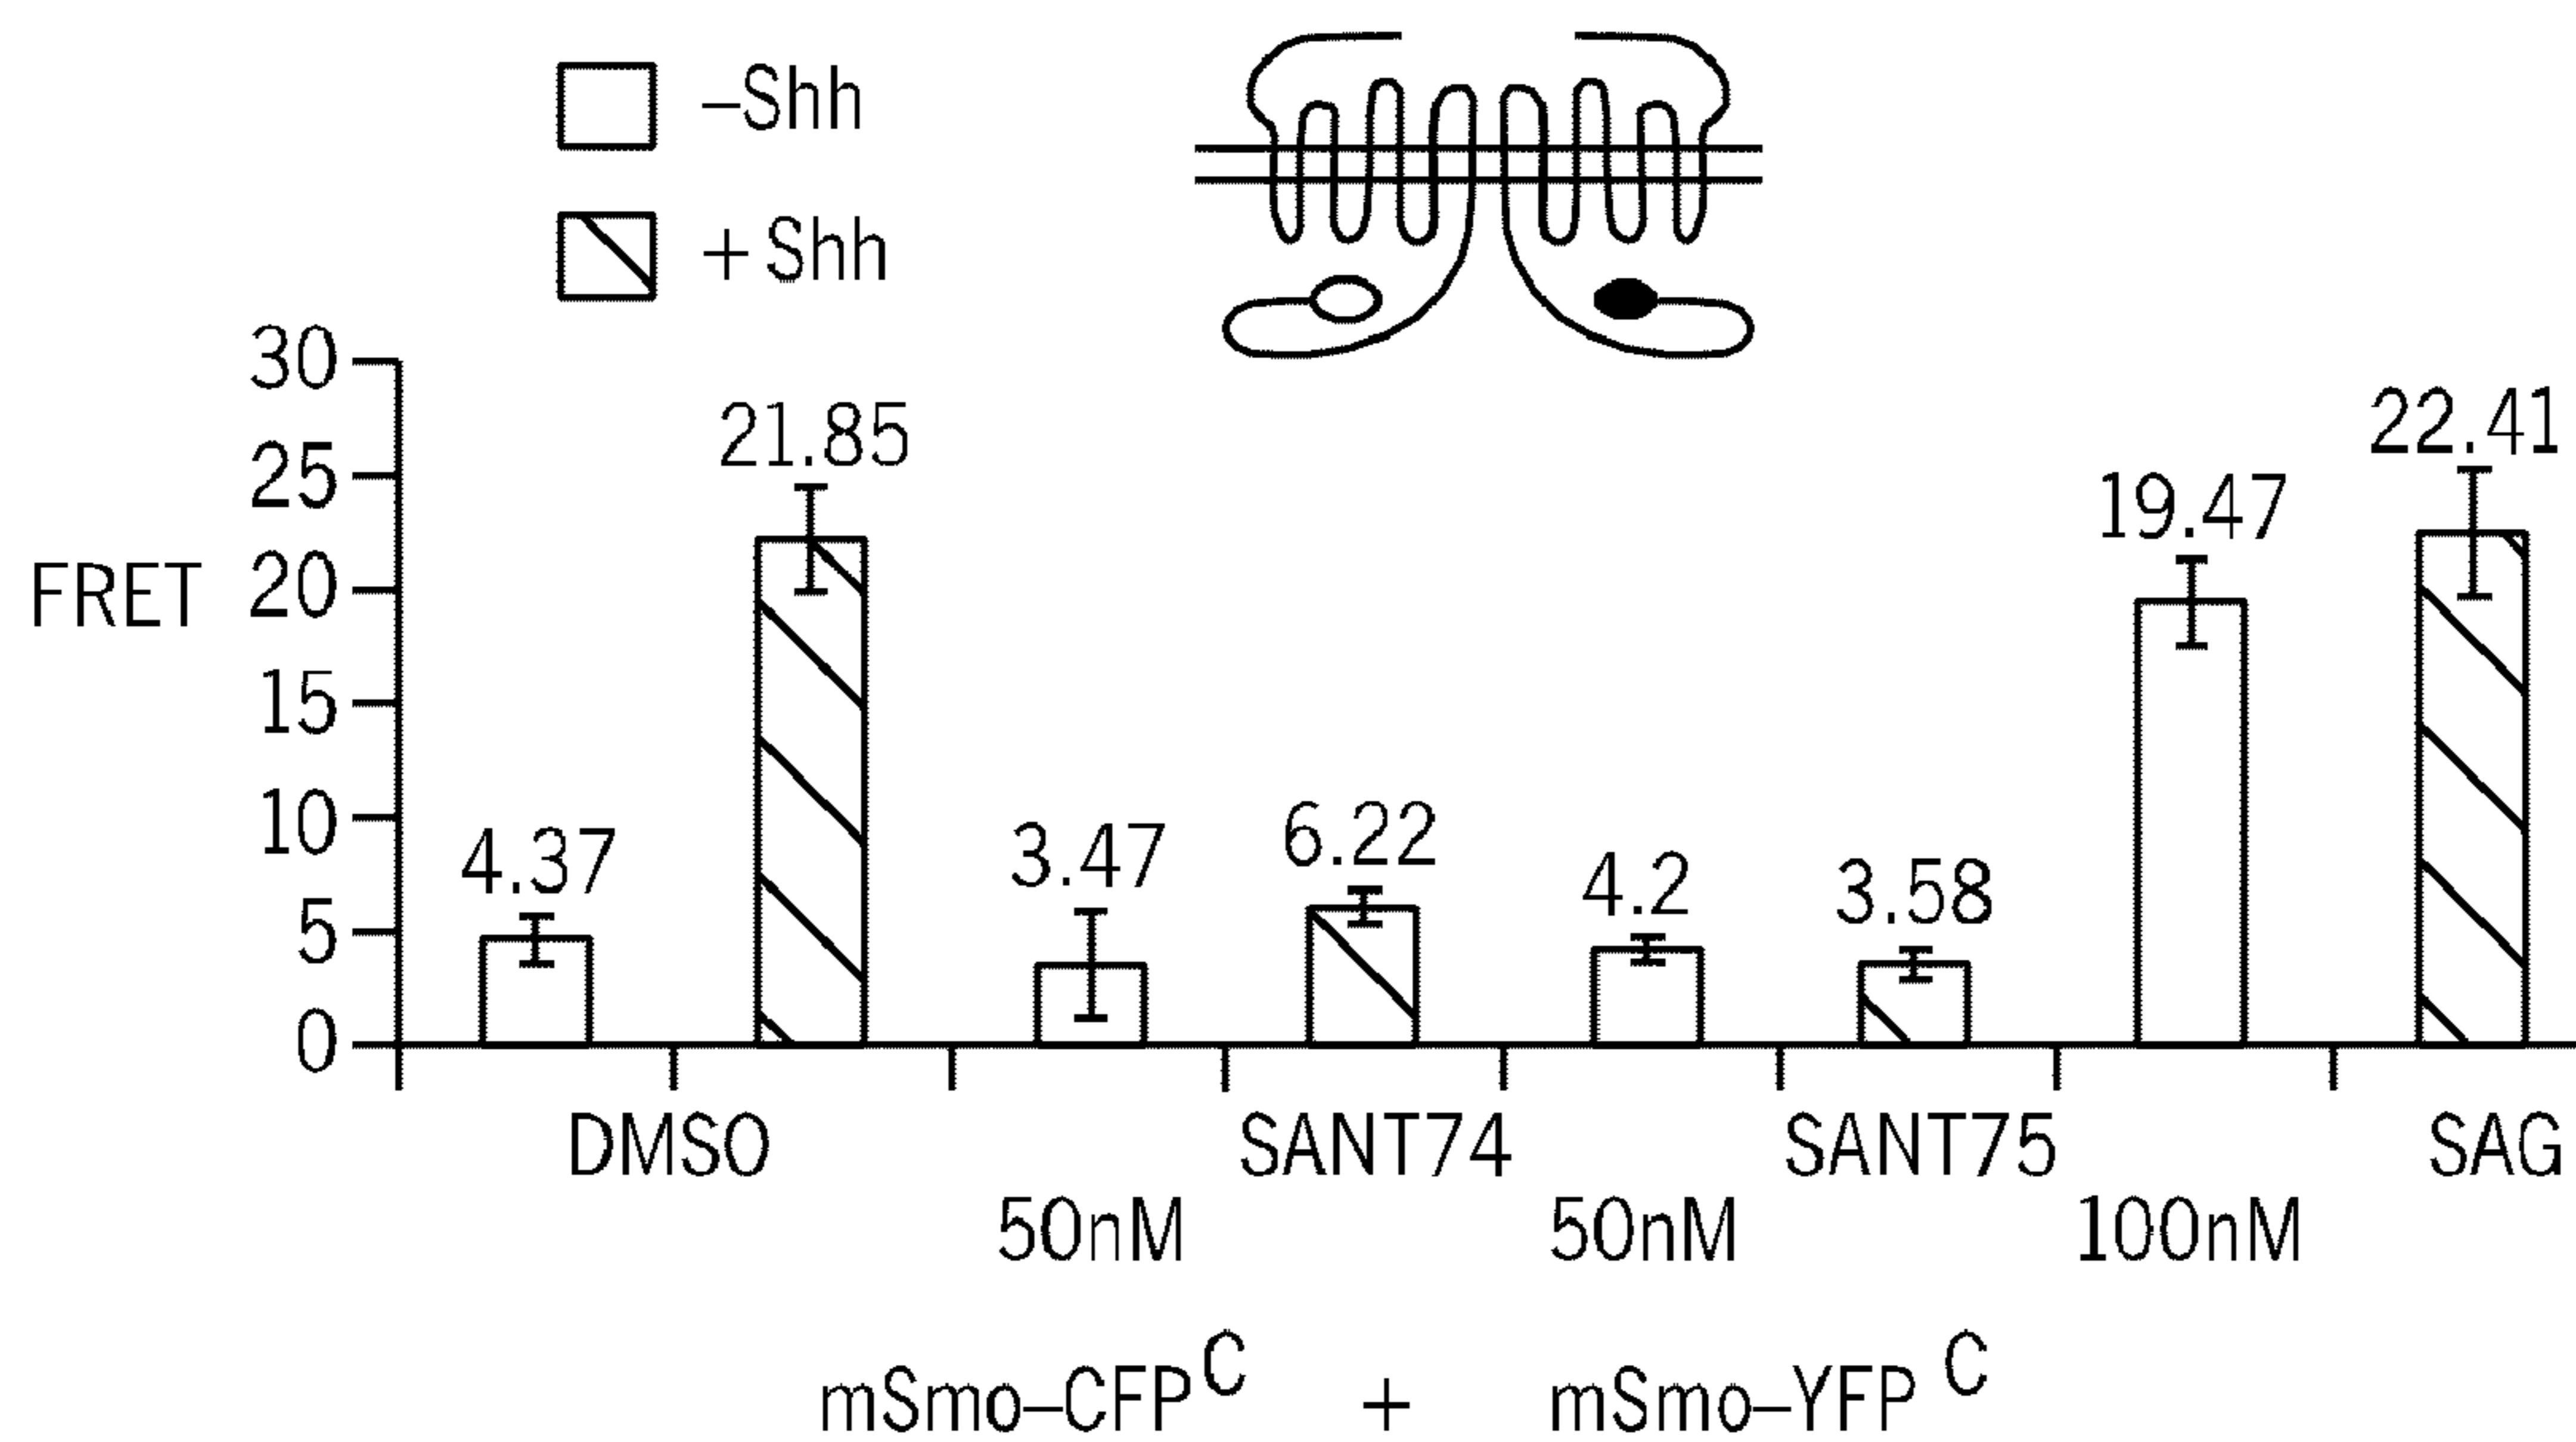 –Shh
+ Shh
30
25
20
15
10
5
0
FRET
4.37
21.85
3.47
6.22
4.2
3.58
19.47
22.41
DMSO
SANT74
SANT75
SAG
50nM
50nM
100nM
mSmo–CFP^C + mSmo–YFP^C